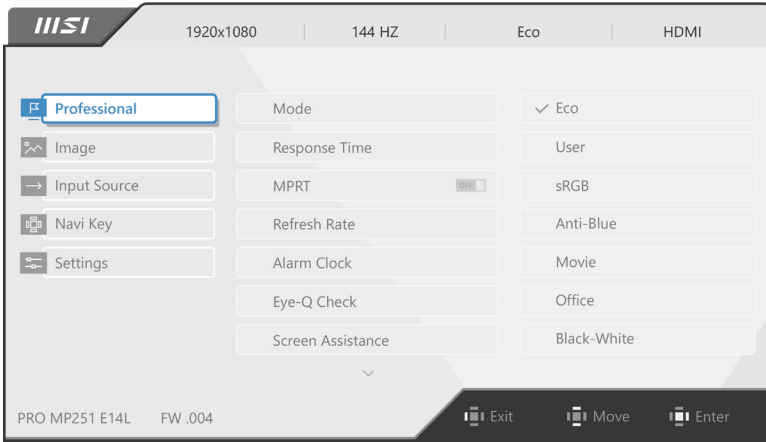 msi
1920x1080 144 HZ Eco HDMI
Professional
Image
Input Source
Navi Key
Settings
Mode
Response Time
MPRT OFF
Refresh Rate
Alarm Clock
Eye-Q Check
Screen Assistance
Eco
User
sRGB
Anti-Blue
Movie
Office
Black-White
PRO MP251 E14L FW .004
Exit Move Enter